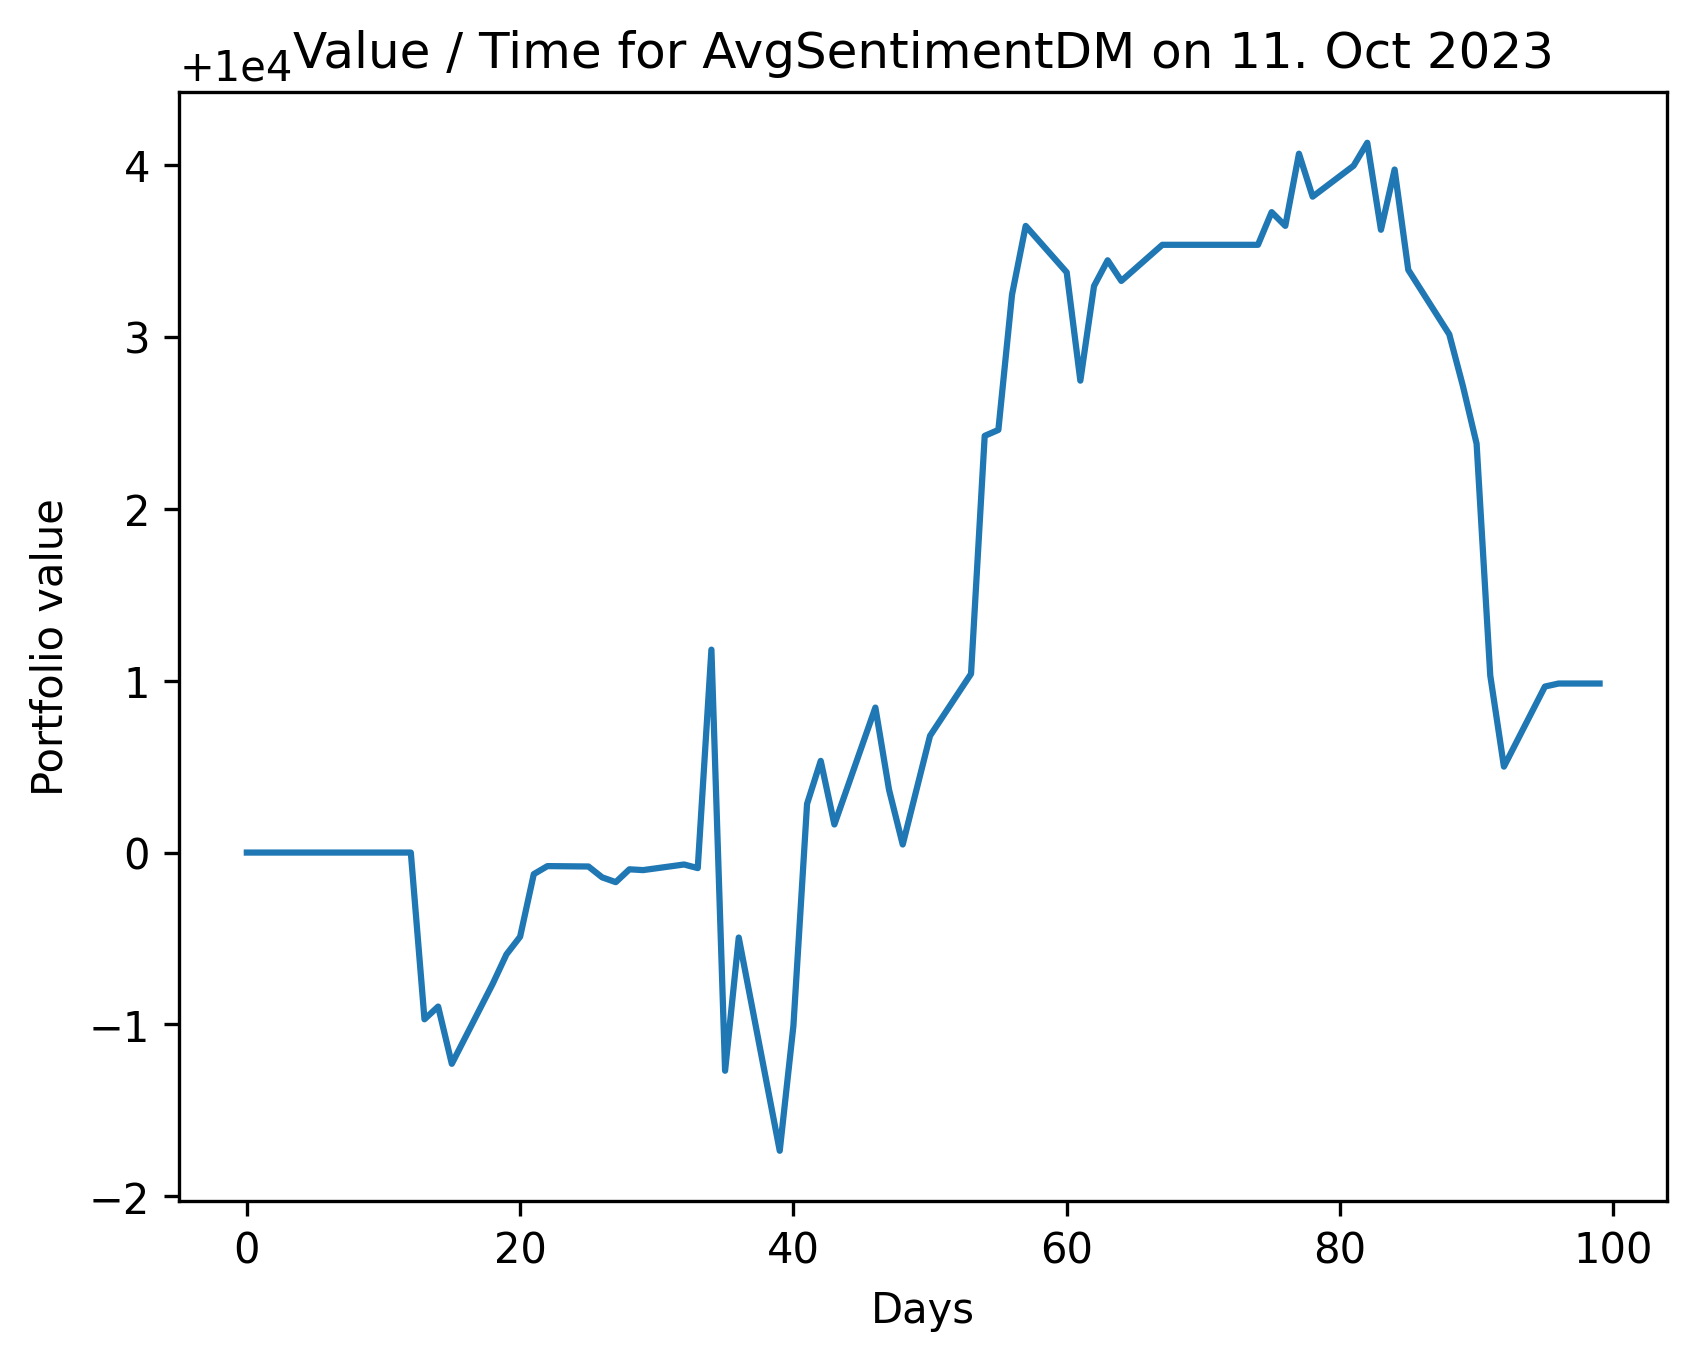 Value / Time for AvgSentimentDM on 11. Oct 2023
+1e4
4
3
2
1
0
−1
−2
Portfolio value
0 20 40 60 80 100
Days